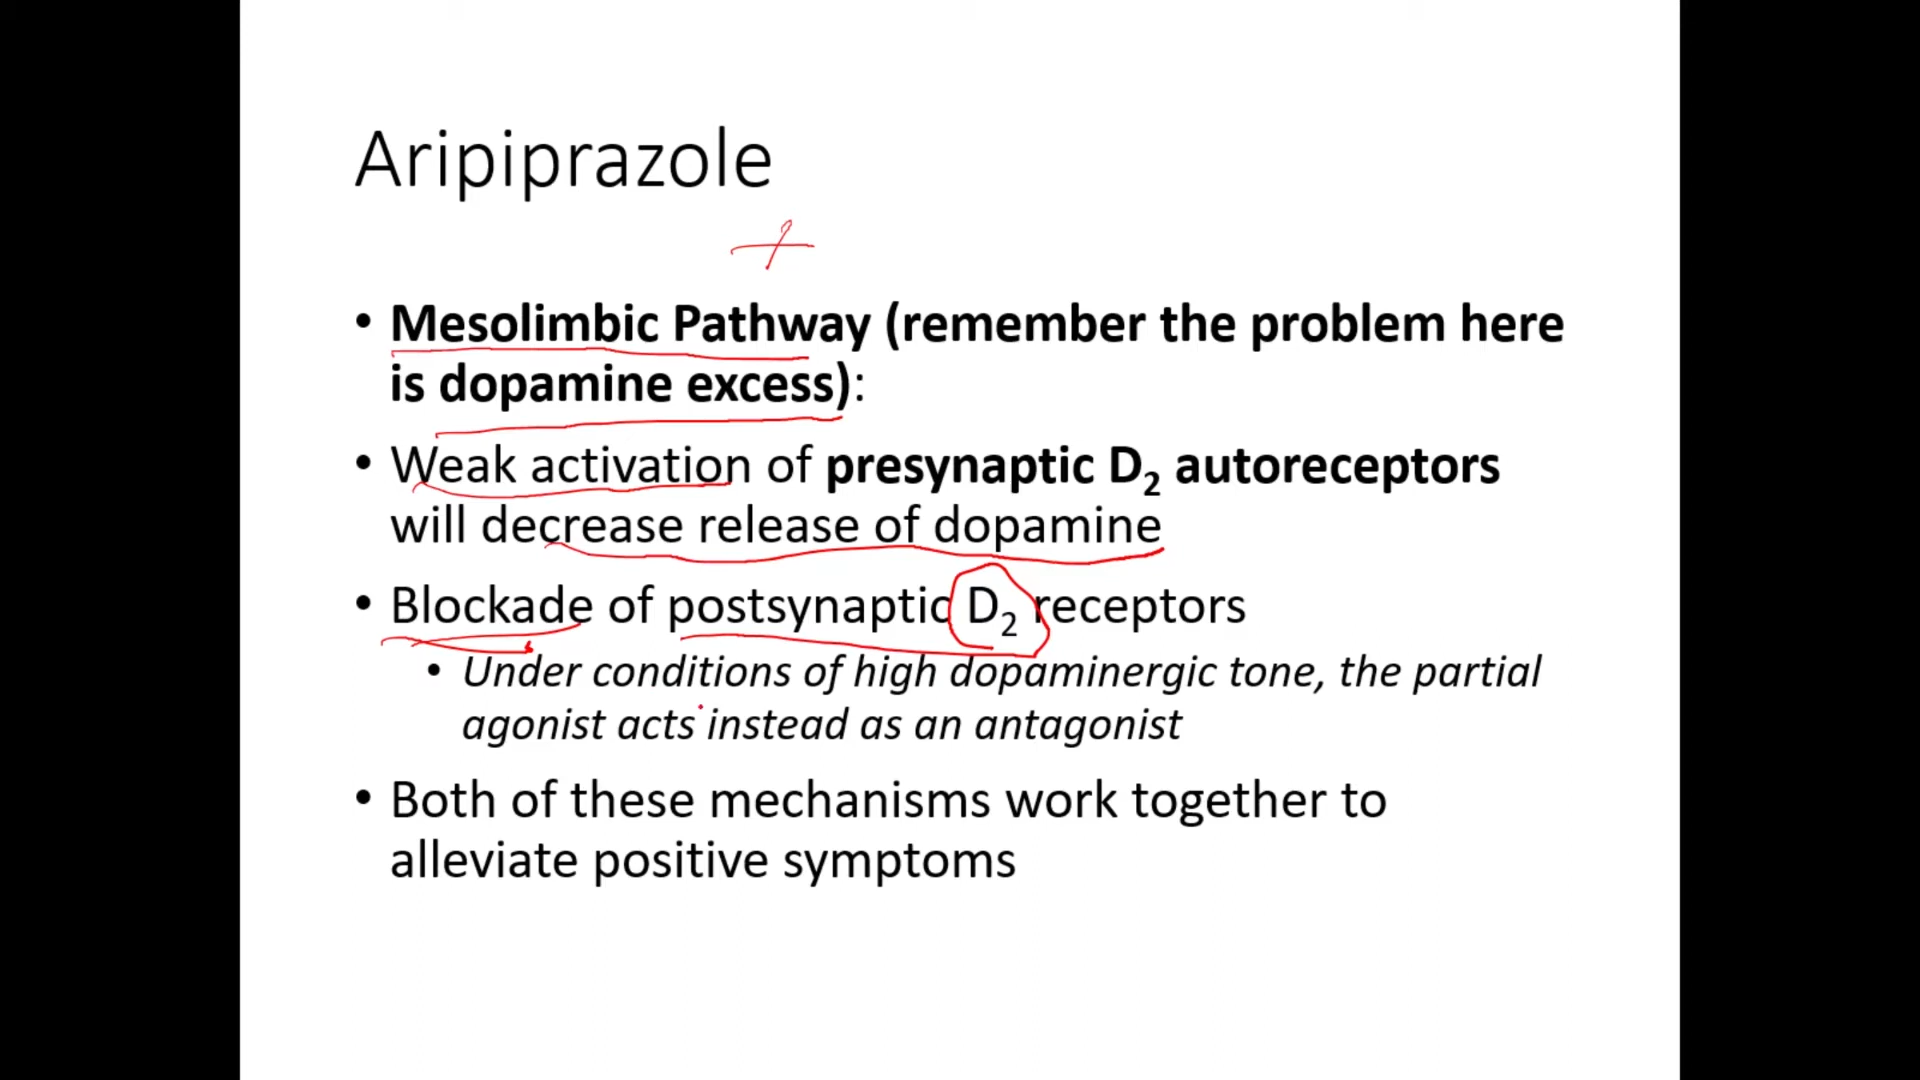 Aripiprazole
+
• Mesolimbic Pathway (remember the problem here
is dopamine excess):
• Weak activation of presynaptic D₂ autoreceptors
will decrease release of dopamine
• Blockade of postsynaptic D₂ receptors
• Under conditions of high dopaminergic tone, the partial
agonist acts instead as an antagonist
• Both of these mechanisms work together to
alleviate positive symptoms